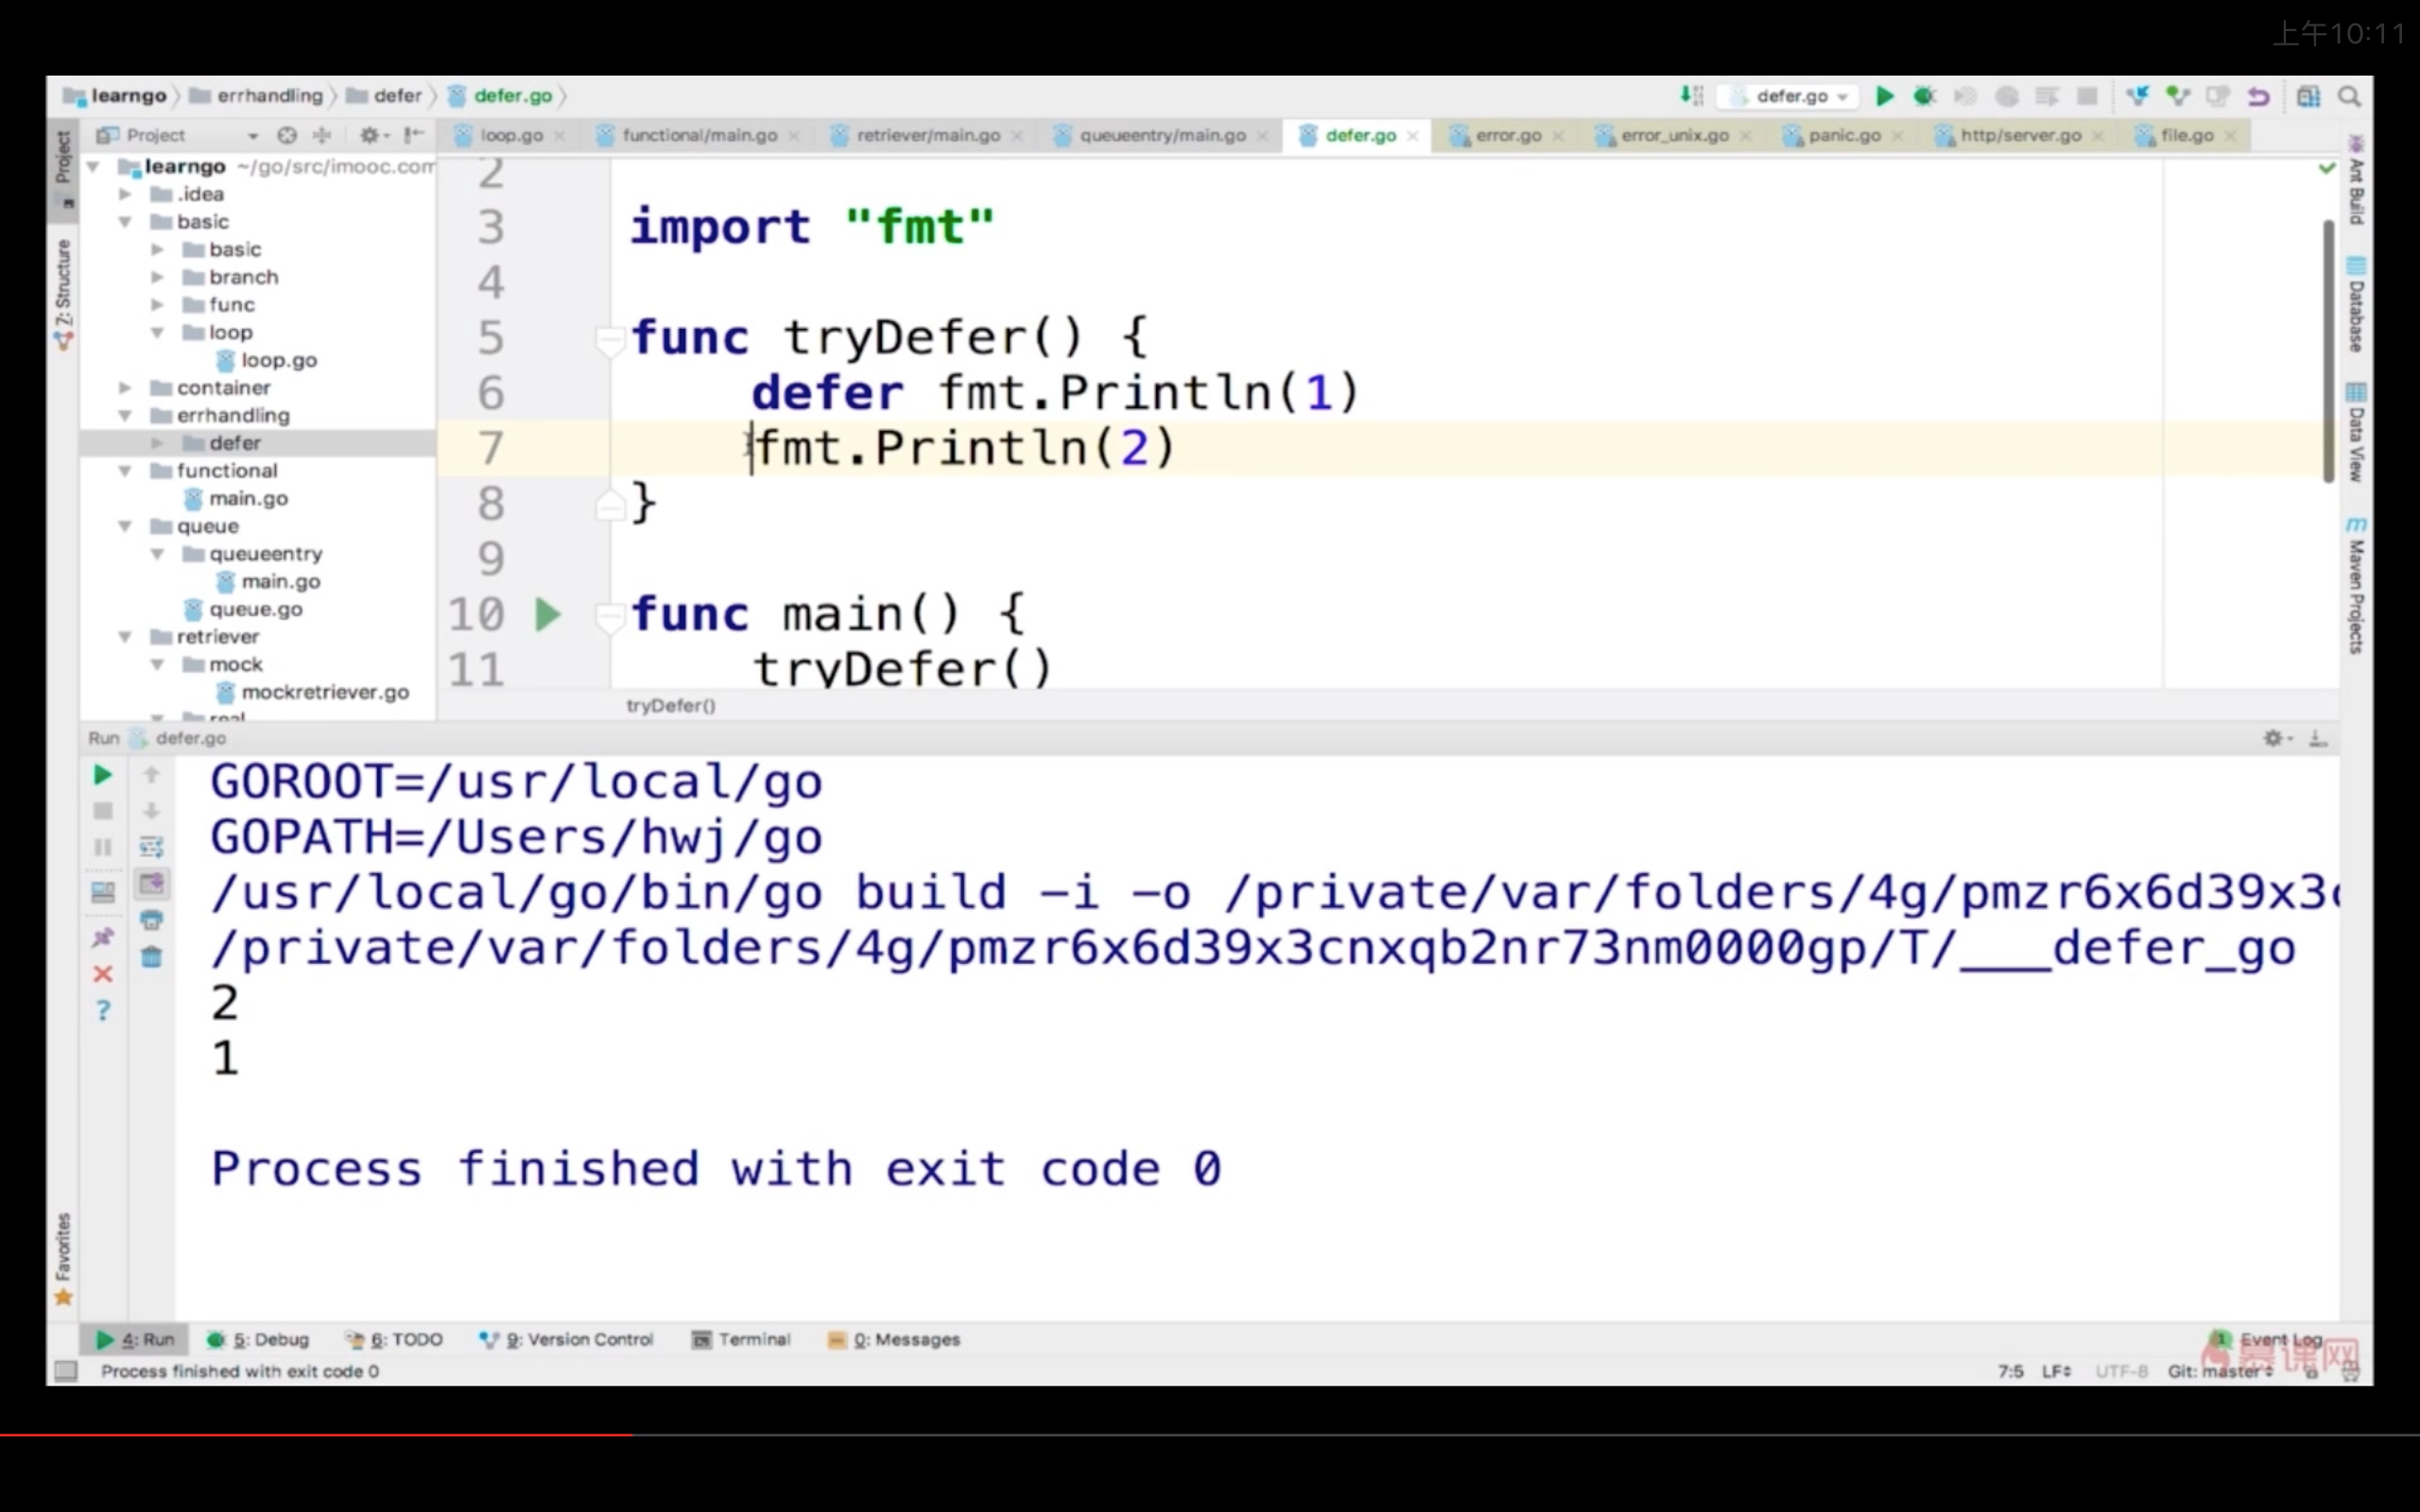 上午10:11
learngo errhandling defer defer.go
defer.go
Project
loop.go functional/main.go retriever/main.go queueentry/main.go defer.go error.go error_unix.go panic.go http/server.go file.go
Project
Z: Structure
Favorites
learngo ~/go/src/imooc.com
.idea
basic
basic
branch
func
loop
loop.go
container
errhandling
defer
functional
main.go
queue
queueentry
main.go
queue.go
retriever
mock
mockretriever.go
real
2
3 import "fmt"
4
5 func tryDefer() {
6 defer fmt.Println(1)
7 fmt.Println(2)
8 }
9
10 func main() {
11 tryDefer()
tryDefer()
Ant Build
Database
Data View
m Maven Projects
Run defer.go
GOROOT=/usr/local/go
GOPATH=/Users/hwj/go
/usr/local/go/bin/go build -i -o /private/var/folders/4g/pmzr6x6d39x3c
/private/var/folders/4g/pmzr6x6d39x3cnxqb2nr73nm0000gp/T/___defer_go
2
1
Process finished with exit code 0
4: Run 5: Debug 6: TODO 9: Version Control Terminal 0: Messages 1 Event Log
慕课网
Process finished with exit code 0 7:5 LF UTF-8 Git: master